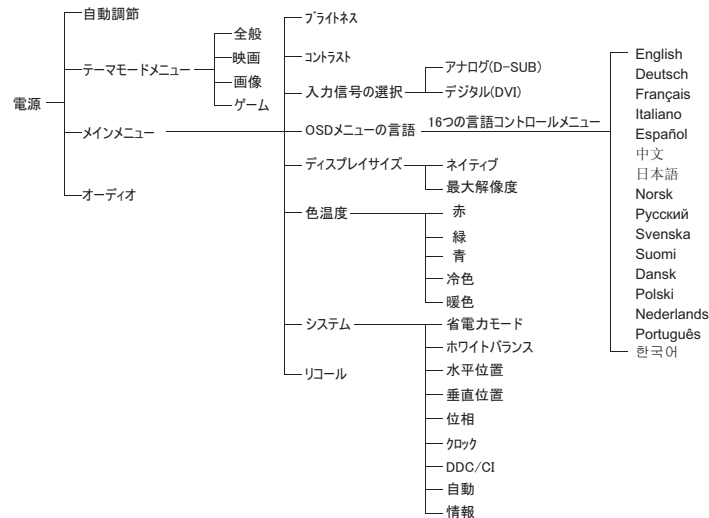 電源
自動調節
テーマモードメニュー
全般
映画
画像
ゲーム
メインメニュー
オーディオ
ブライトネス
コントラスト
入力信号の選択
アナログ(D-SUB)
デジタル(DVI)
OSDメニューの言語
16つの言語コントロールメニュー
English
Deutsch
Français
Italiano
Español
中文
日本語
Norsk
Русский
Svenska
Suomi
Dansk
Polski
Nederlands
Português
한국어
ディスプレイサイズ
ネイティブ
最大解像度
色温度
赤
緑
青
冷色
暖色
システム
省電力モード
ホワイトバランス
水平位置
垂直位置
位相
クロック
DDC/CI
自動
情報
リコール